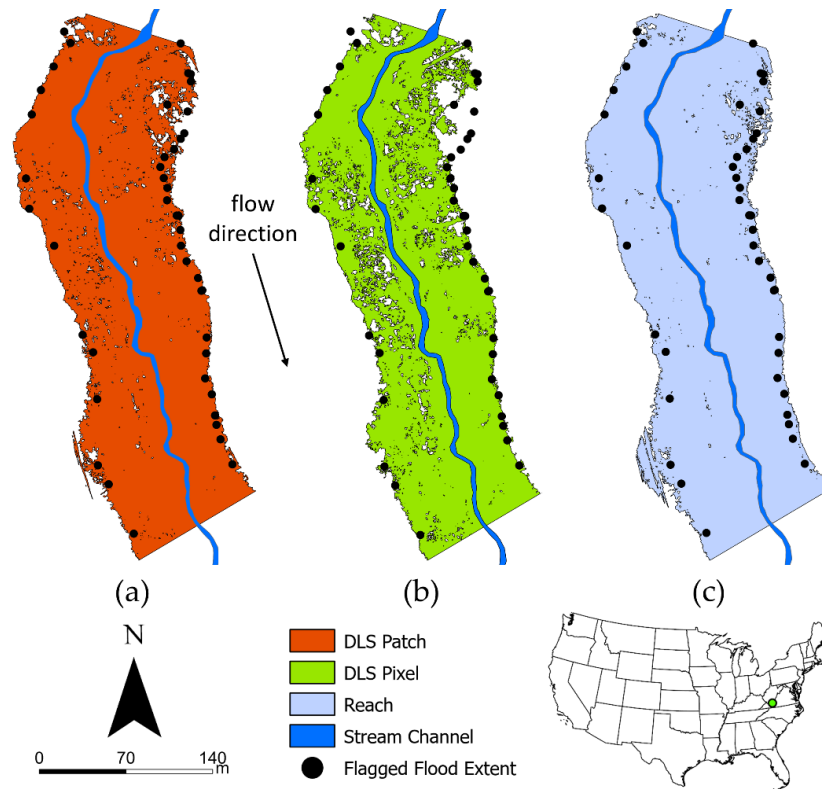 flow
direction
(a)
(b)
(c)
N
DLS Patch
DLS Pixel
Reach
Stream Channel
Flagged Flood Extent
0 70 140
m